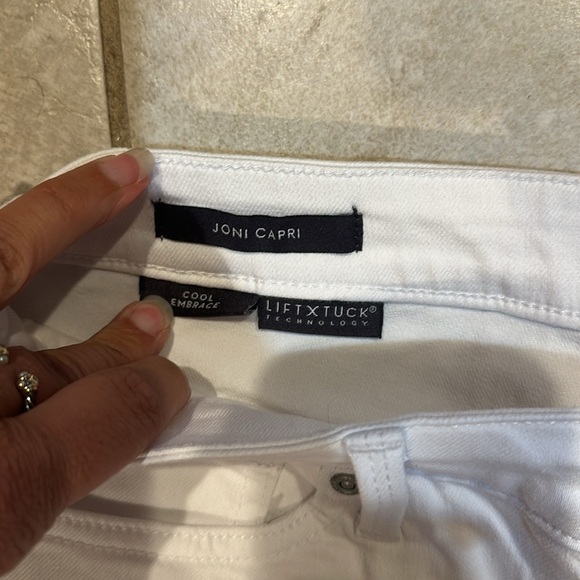 JONI CAPRI
COOL
EMBRACE
LIFTXTUCK®
TECHNOLOGY